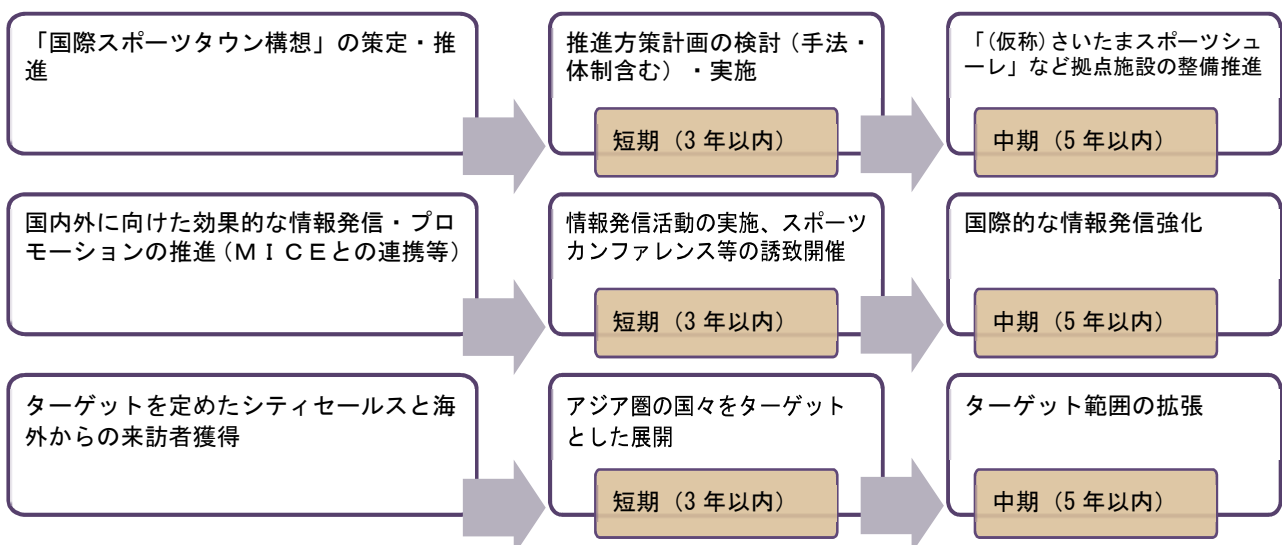 「国際スポーツタウン構想」の策定・推
進
推進方策計画の検討（手法・
体制含む）・実施
短期（3 年以内）
「（仮称）さいたまスポーツシュ
ーレ」など拠点施設の整備推進
中期（5 年以内）
国内外に向けた効果的な情報発信・プロ
モーションの推進（ＭＩＣＥとの連携等）
情報発信活動の実施、スポーツ
カンファレンス等の誘致開催
短期（3 年以内）
国際的な情報発信強化
中期（5 年以内）
ターゲットを定めたシティセールスと海
外からの来訪者獲得
アジア圏の国々をターゲット
とした展開
短期（3 年以内）
ターゲット範囲の拡張
中期（5 年以内）